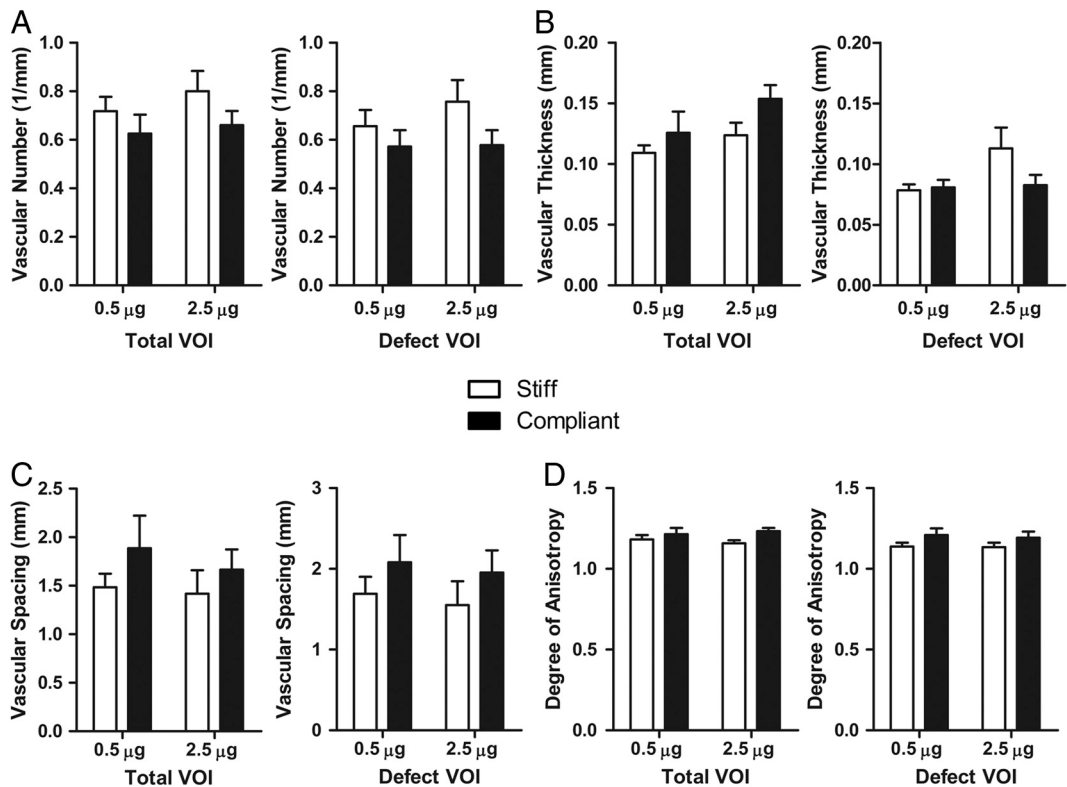 A
B
Vascular Number (1/mm)
1.0
0.8
0.6
0.4
0.2
0.0
0.5 µg
2.5 µg
Total VOI
Vascular Number (1/mm)
1.0
0.8
0.6
0.4
0.2
0.0
0.5 µg
2.5 µg
Defect VOI
Vascular Thickness (mm)
0.20
0.15
0.10
0.05
0.00
0.5 µg
2.5 µg
Total VOI
Vascular Thickness (mm)
0.20
0.15
0.10
0.05
0.00
0.5 µg
2.5 µg
Defect VOI
Stiff
Compliant
C
D
Vascular Spacing (mm)
2.5
2.0
1.5
1.0
0.5
0.0
0.5 µg
2.5 µg
Total VOI
Vascular Spacing (mm)
3
2
1
0
0.5 µg
2.5 µg
Defect VOI
Degree of Anisotropy
1.5
1.0
0.5
0.0
0.5 µg
2.5 µg
Total VOI
Degree of Anisotropy
1.5
1.0
0.5
0.0
0.5 µg
2.5 µg
Defect VOI